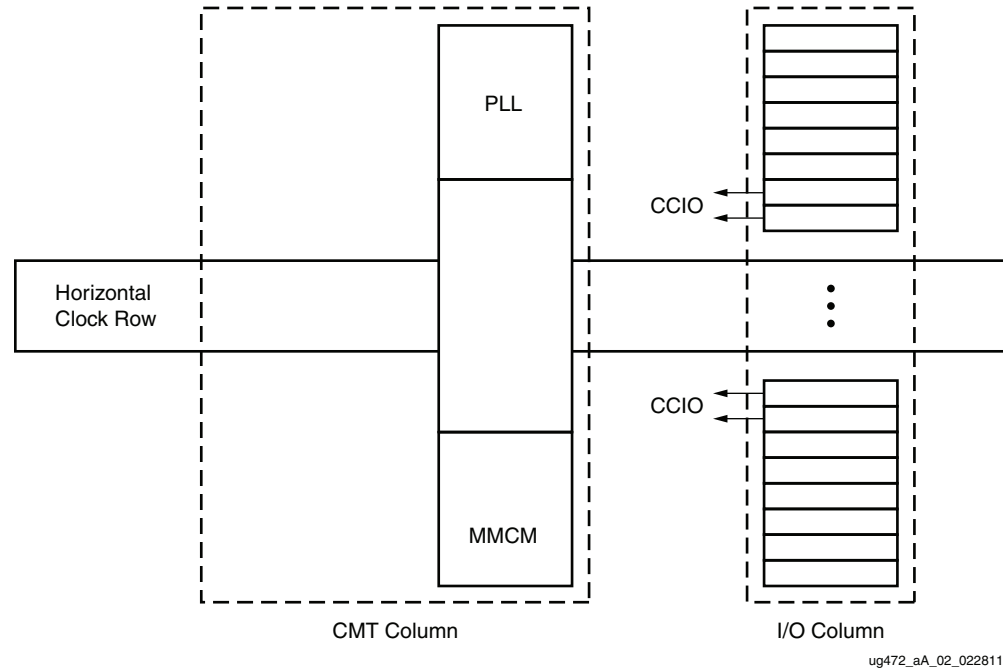 PLL
CCIO
Horizontal
Clock Row
CCIO
MMCM
CMT Column
I/O Column
ug472_aA_02_022811